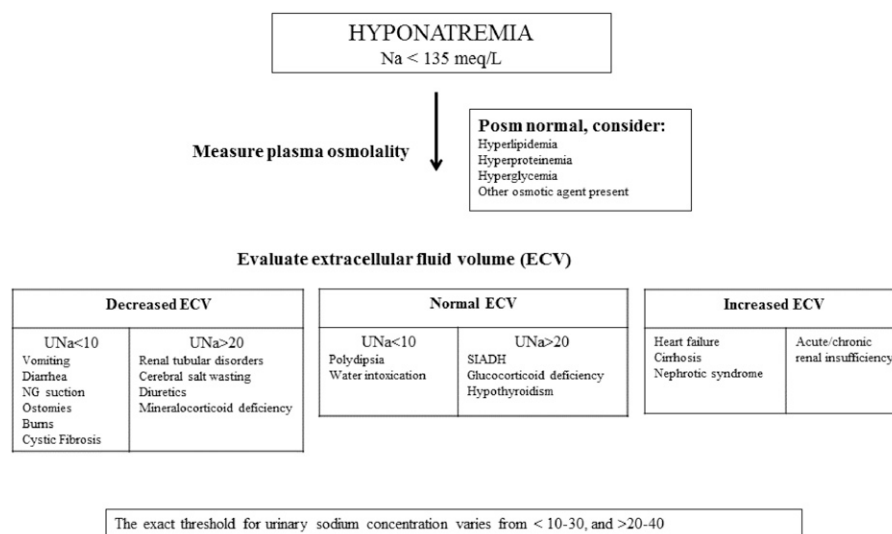 HYPONATREMIA
Na < 135 meq/L
Measure plasma osmolality
Posm normal, consider:
Hyperlipidemia
Hyperproteinemia
Hyperglycemia
Other osmotic agent present
Evaluate extracellular fluid volume (ECV)
Decreased ECV
UNa<10
Vomiting
Diarrhea
NG suction
Ostomies
Burns
Cystic Fibrosis
UNa>20
Renal tubular disorders
Cerebral salt wasting
Diuretics
Mineralocorticoid deficiency
Normal ECV
UNa<10
Polydipsia
Water intoxication
UNa>20
SIADH
Glucocorticoid deficiency
Hypothyroidism
Increased ECV
Heart failure
Cirrhosis
Nephrotic syndrome
Acute/chronic
renal insufficiency
The exact threshold for urinary sodium concentration varies from < 10-30, and >20-40